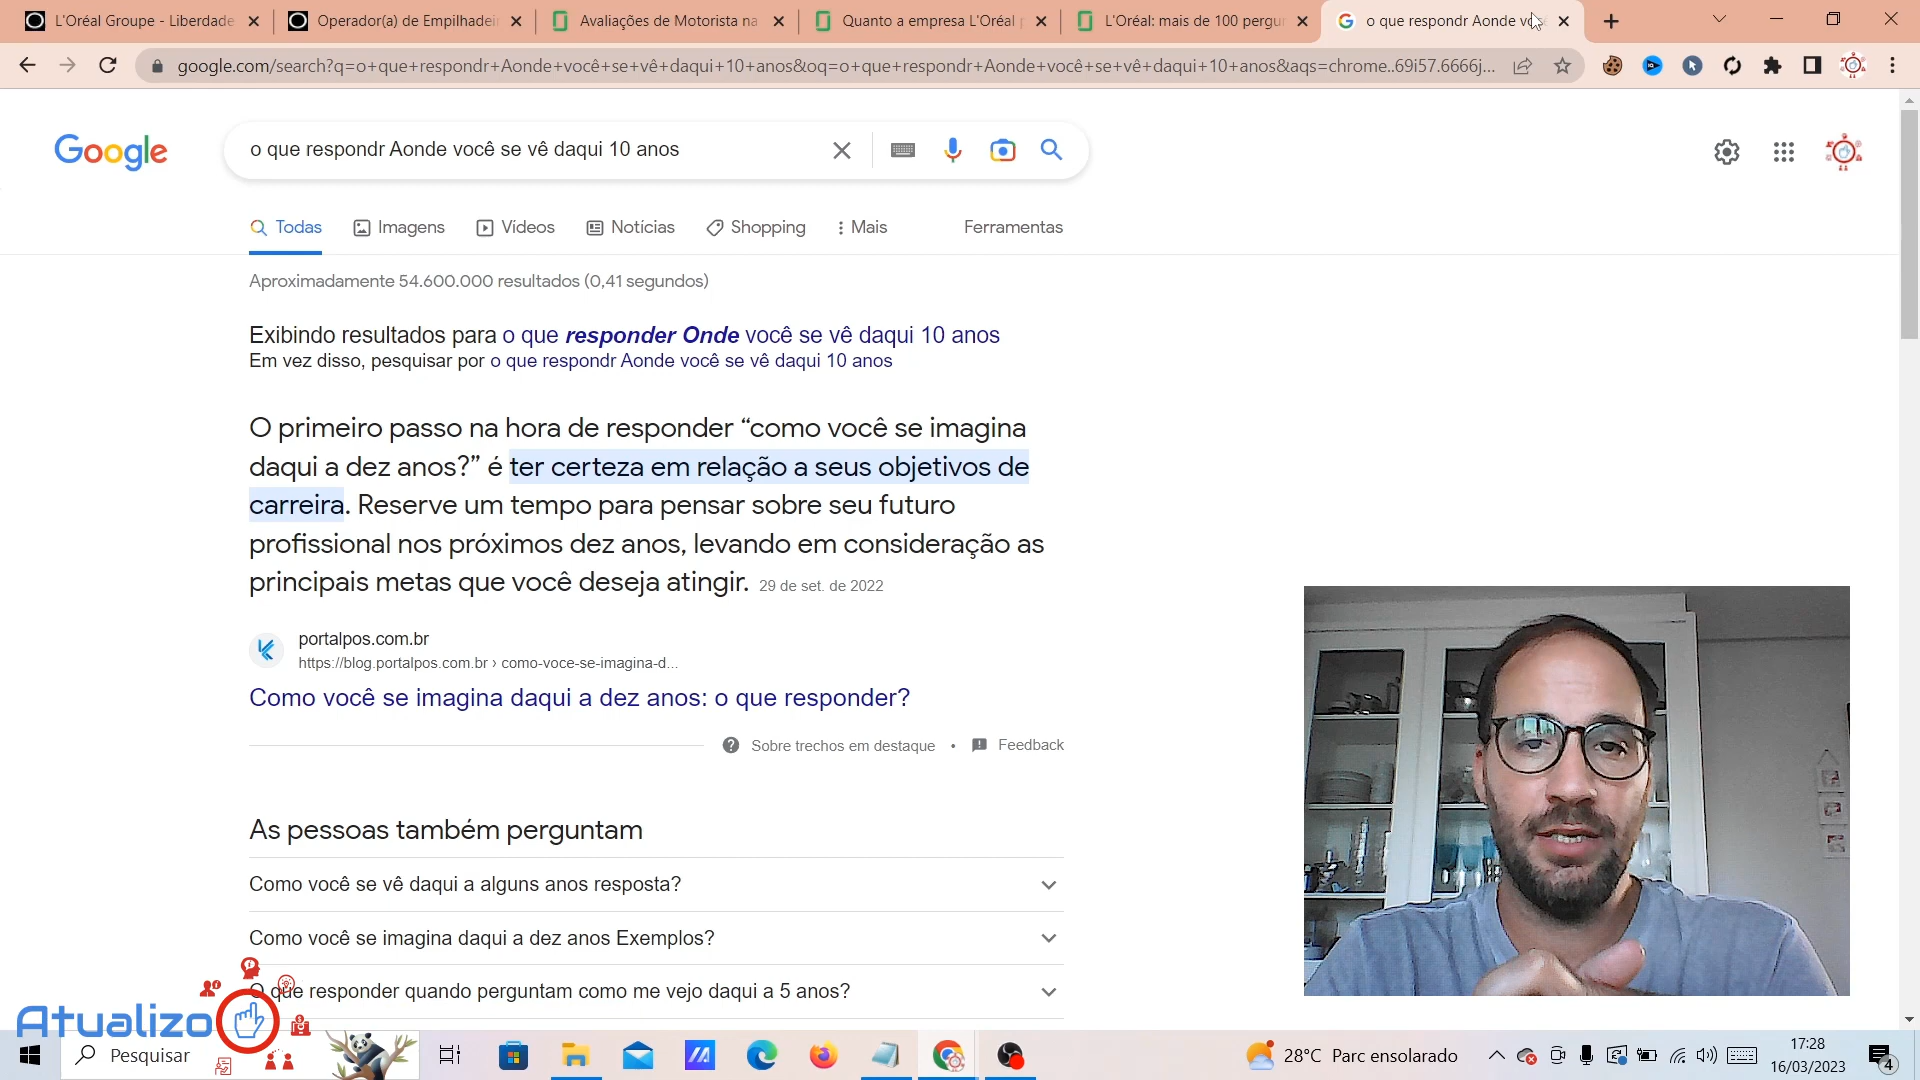 L'Oréal Groupe - Liberdade
Operador(a) de Empilhadei
Avaliações de Motorista na
Quanto a empresa L'Oréal p
L'Oréal: mais de 100 pergun
o que respondr Aonde você
google.com/search?q=o+que+respondr+Aonde+você+se+vê+daqui+10+anos&oq=o+que+respondr+Aonde+você+se+vê+daqui+10+anos&aqs=chrome..69i57.6666j...
Google
o que respondr Aonde você se vê daqui 10 anos
Todas
Imagens
Vídeos
Notícias
Shopping
Mais
Ferramentas
Aproximadamente 54.600.000 resultados (0,41 segundos)
Exibindo resultados para o que responder Onde você se vê daqui 10 anos
Em vez disso, pesquisar por o que respondr Aonde você se vê daqui 10 anos
O primeiro passo na hora de responder “como você se imagina
daqui a dez anos?” é ter certeza em relação a seus objetivos de
carreira. Reserve um tempo para pensar sobre seu futuro
profissional nos próximos dez anos, levando em consideração as
principais metas que você deseja atingir. 29 de set. de 2022
portalpos.com.br
https://blog.portalpos.com.br › como-voce-se-imagina-d...
Como você se imagina daqui a dez anos: o que responder?
Sobre trechos em destaque • Feedback
As pessoas também perguntam
Como você se vê daqui a alguns anos resposta?
Como você se imagina daqui a dez anos Exemplos?
O que responder quando perguntam como me vejo daqui a 5 anos?
Atualizo
Pesquisar
28°C Parc ensolarado
17:28
16/03/2023
4